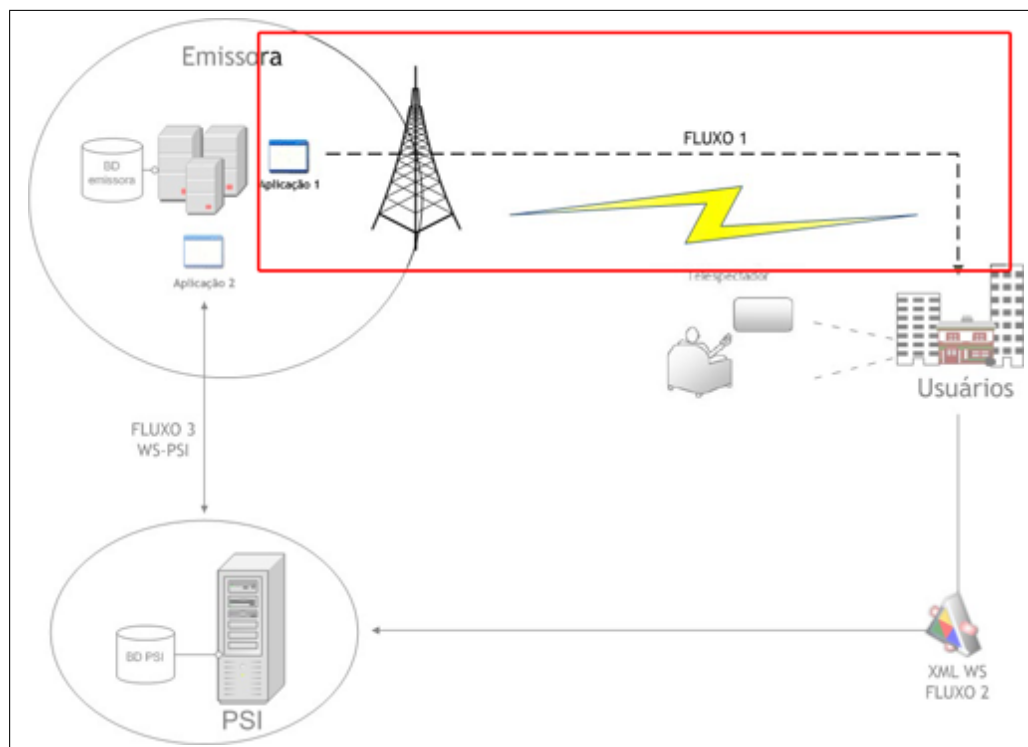 Emissora
BD
emissora
Aplicação 1
Aplicação 2
FLUXO 1
Telespectador
Usuários
FLUXO 3
WS-PSI
BD PSI
PSI
XML WS
FLUXO 2